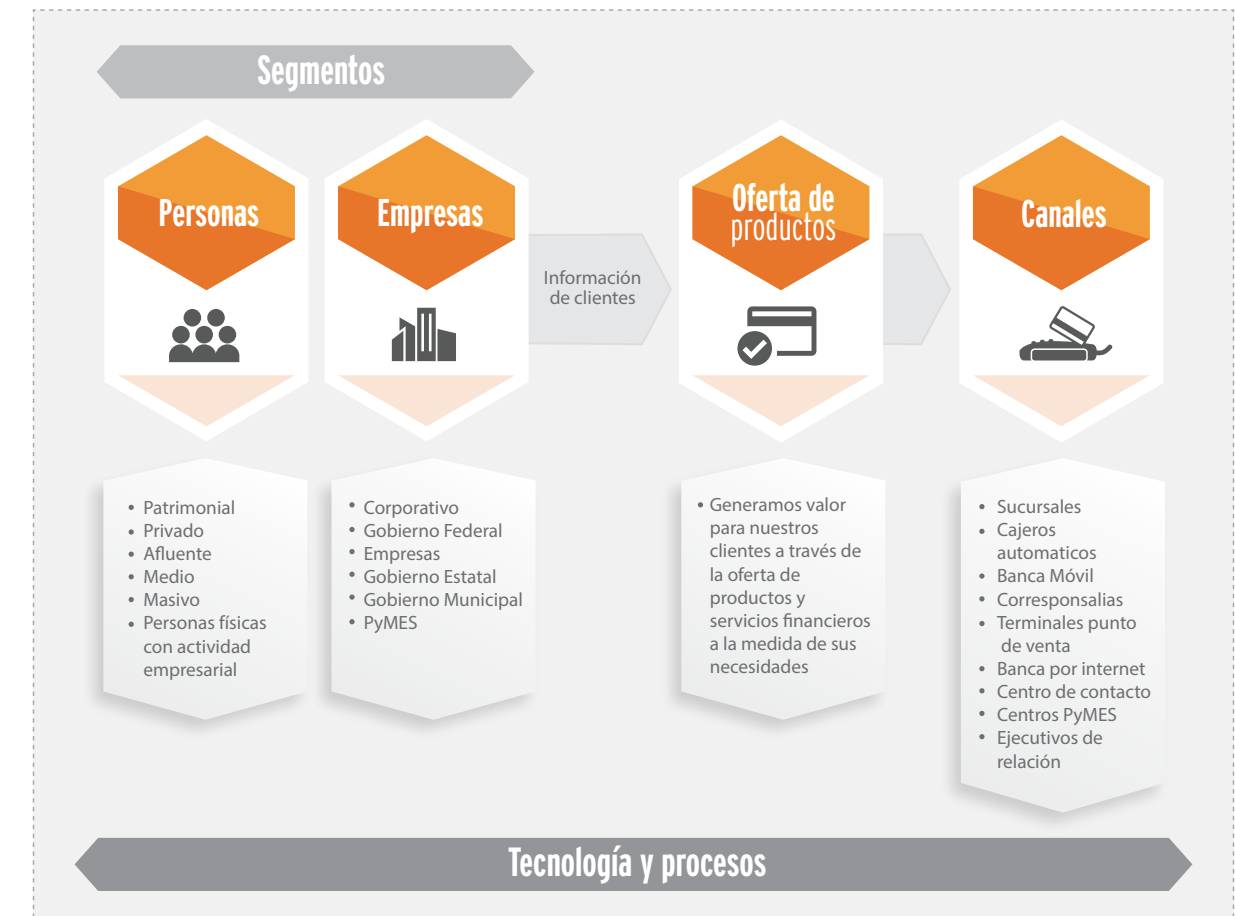 Segmentos
Personas
Empresas
Información
de clientes
Oferta de
productos
Canales
• Patrimonial
• Privado
• Afluente
• Medio
• Masivo
• Personas físicas
con actividad
empresarial
• Corporativo
• Gobierno Federal
• Empresas
• Gobierno Estatal
• Gobierno Municipal
• PyMES
• Generamos valor
para nuestros
clientes a través de
la oferta de
productos y
servicios financieros
a la medida de sus
necesidades
• Sucursales
• Cajeros
automaticos
• Banca Móvil
• Corresponsalias
• Terminales punto
de venta
• Banca por internet
• Centro de contacto
• Centros PyMES
• Ejecutivos de
relación
Tecnología y procesos